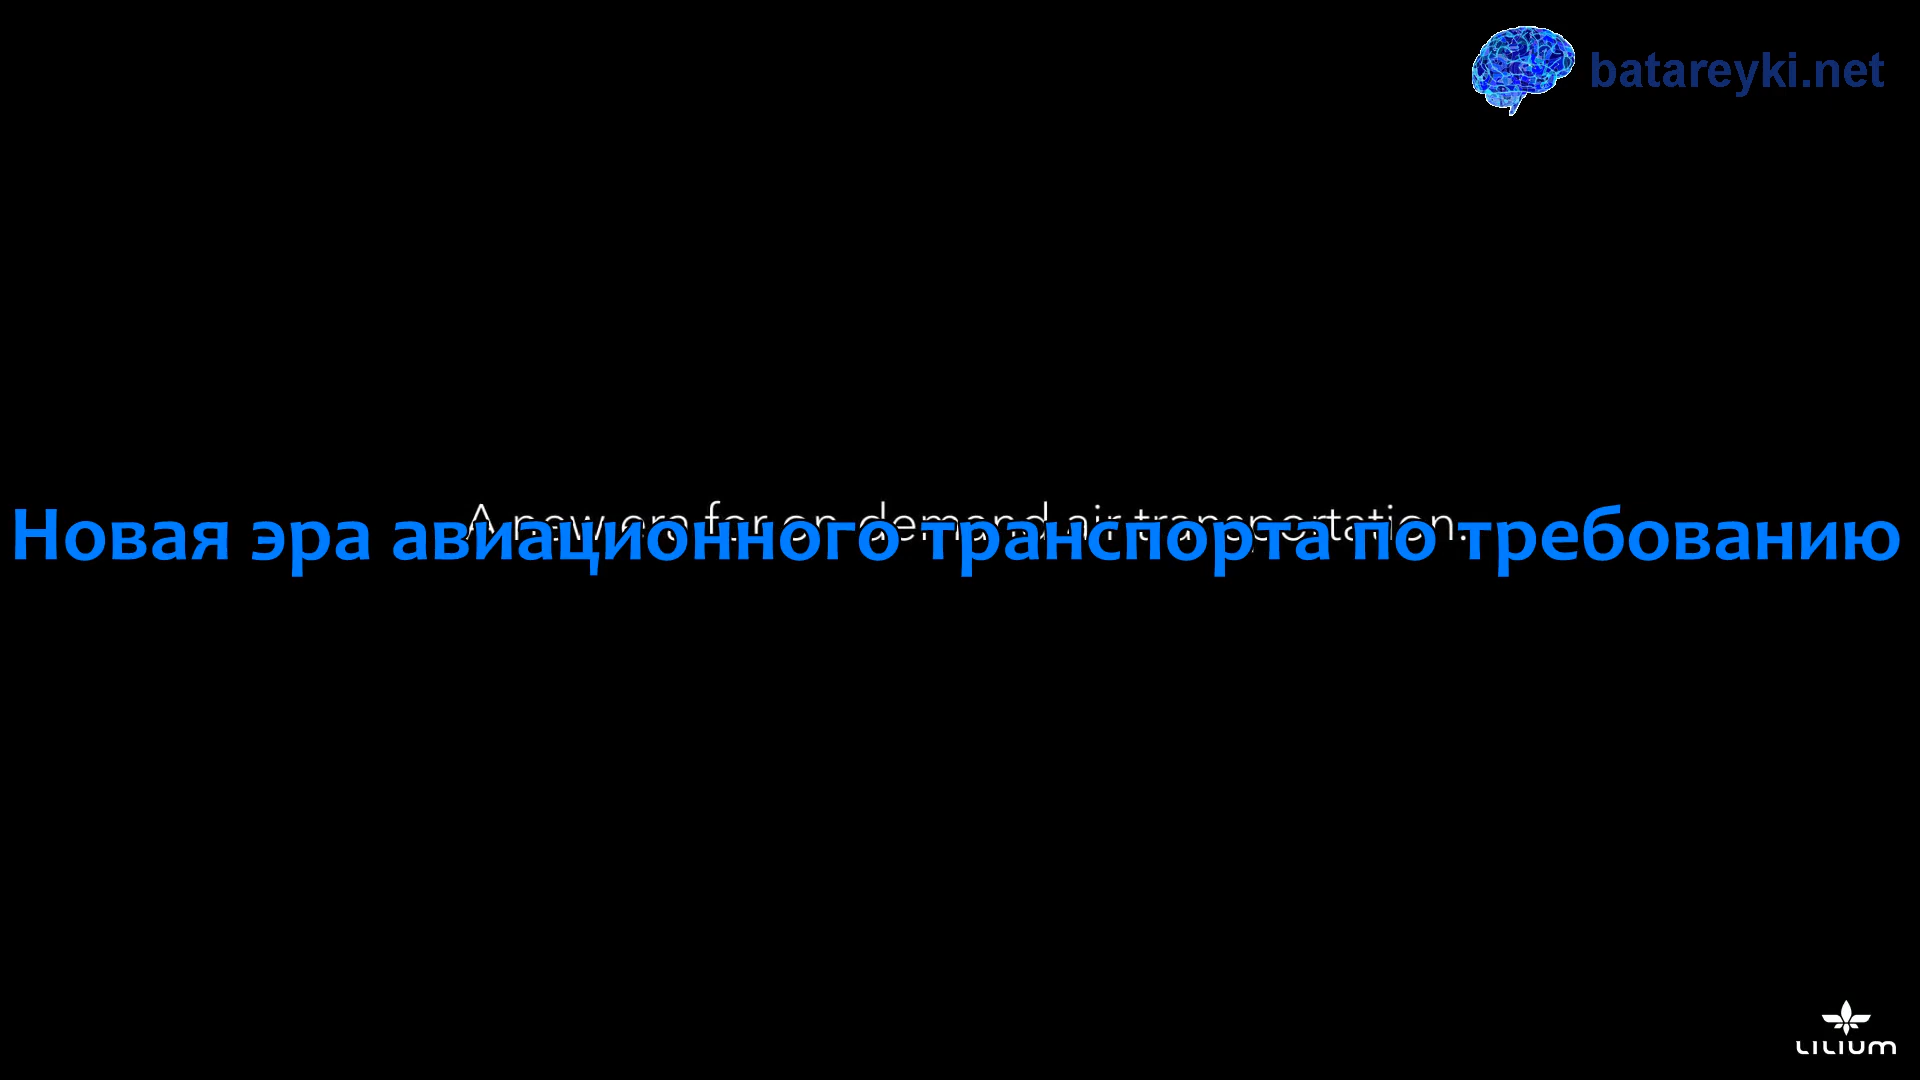 batareyki.net
A new era for on-demand air transportation.
Новая эра авиационного транспорта по требованию
LILIUM